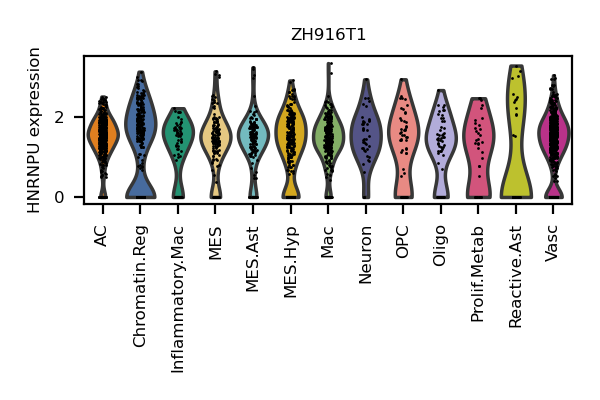 ZH916T1
HNRNPU expression
2
0
AC
Chromatin.Reg
Inflammatory.Mac
MES
MES.Ast
MES.Hyp
Mac
Neuron
OPC
Oligo
Prolif.Metab
Reactive.Ast
Vasc